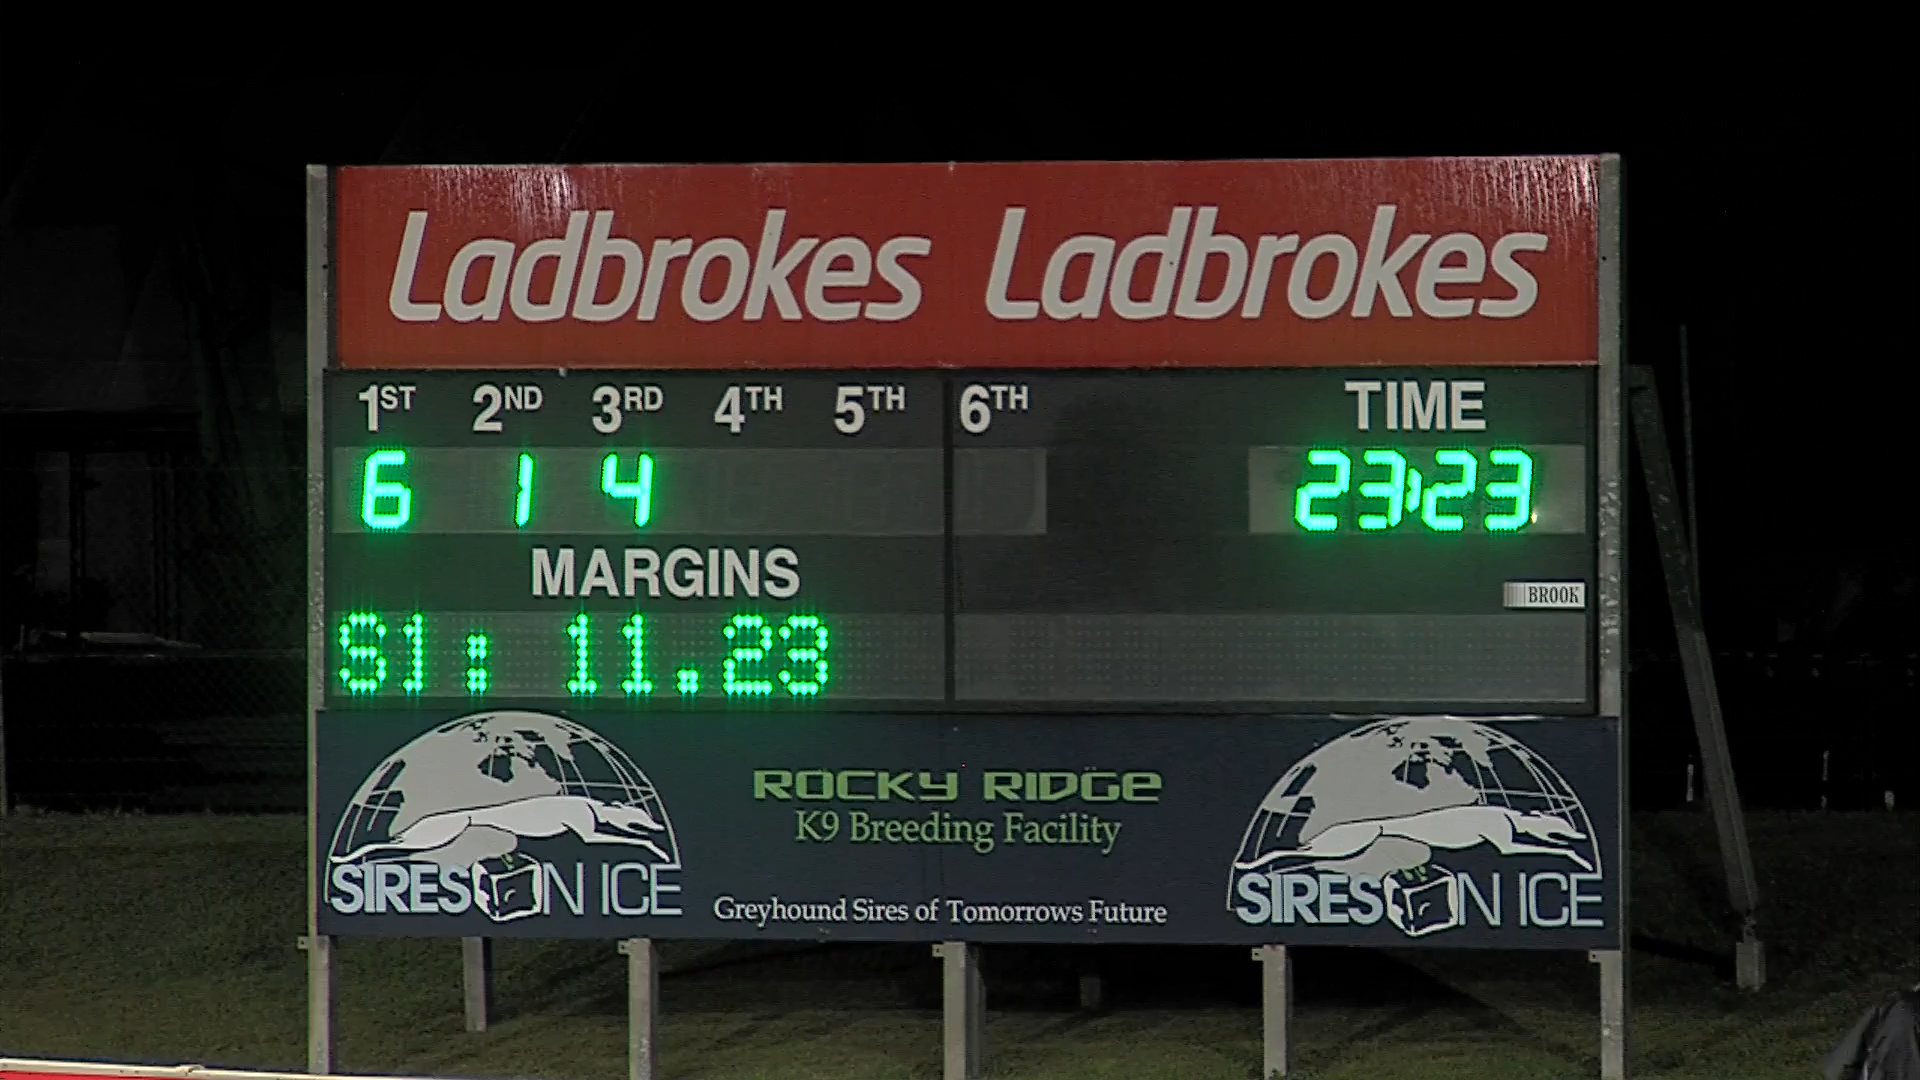 Ladbrokes Ladbrokes
1ST 2ND 3RD 4TH 5TH 6TH TIME
6 1 4 23:23
MARGINS
BROOK
S1: 11.23
ROCKY RIDGE
K9 Breeding Facility
SIRES ON ICE
Greyhound Sires of Tomorrows Future
SIRES ON ICE